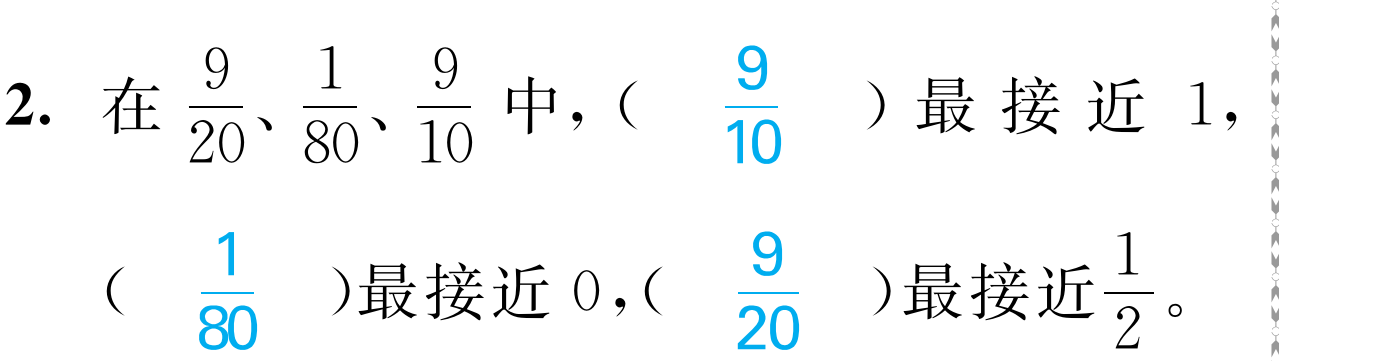 2. 在 9/20、1/80、9/10 中,( 9/10 )最接近 1,
( 1/80 )最接近 0,( 9/20 )最接近 1/2。